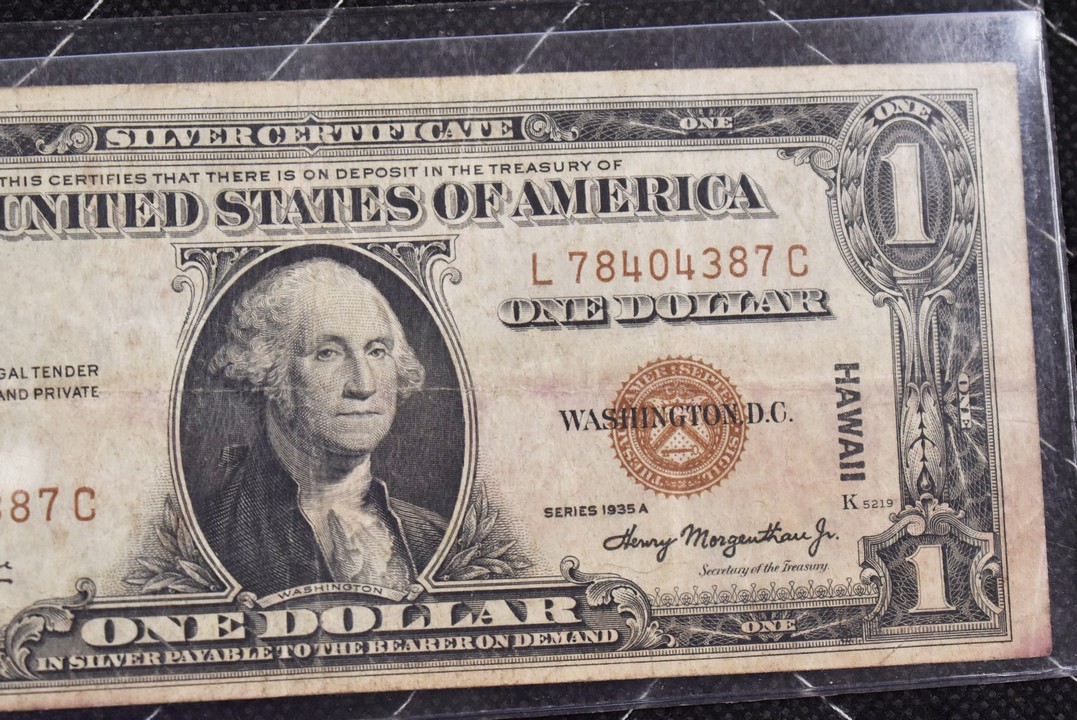 SILVER CERTIFICATE
ONE
ONE
1
THIS CERTIFIES THAT THERE IS ON DEPOSIT IN THE TREASURY OF
UNITED STATES OF AMERICA
L 78404387 C
ONE DOLLAR
GAL TENDER
AND PRIVATE
HAWAII
ONE
WASHINGTON, D.C.
387 C
K 5219
SERIES 1935 A
Henry Morgenthau Jr.
Secretary of the Treasury.
WASHINGTON
1
ONE DOLLAR
ONE
IN SILVER PAYABLE TO THE BEARER ON DEMAND